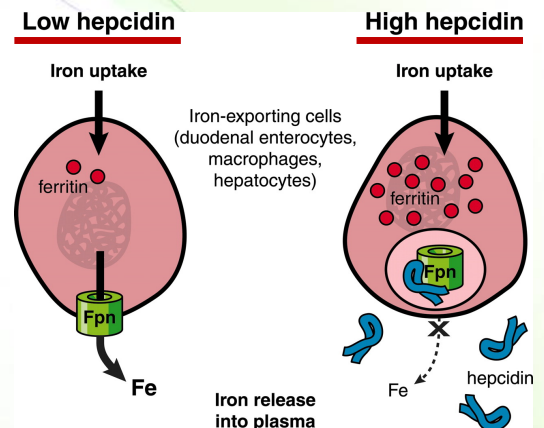 Low hepcidin
High hepcidin
Iron uptake
Iron uptake
Iron-exporting cells
(duodenal enterocytes,
macrophages,
hepatocytes)
ferritin
ferritin
Fpn
Fpn
Fe
Fe
hepcidin
Iron release
into plasma